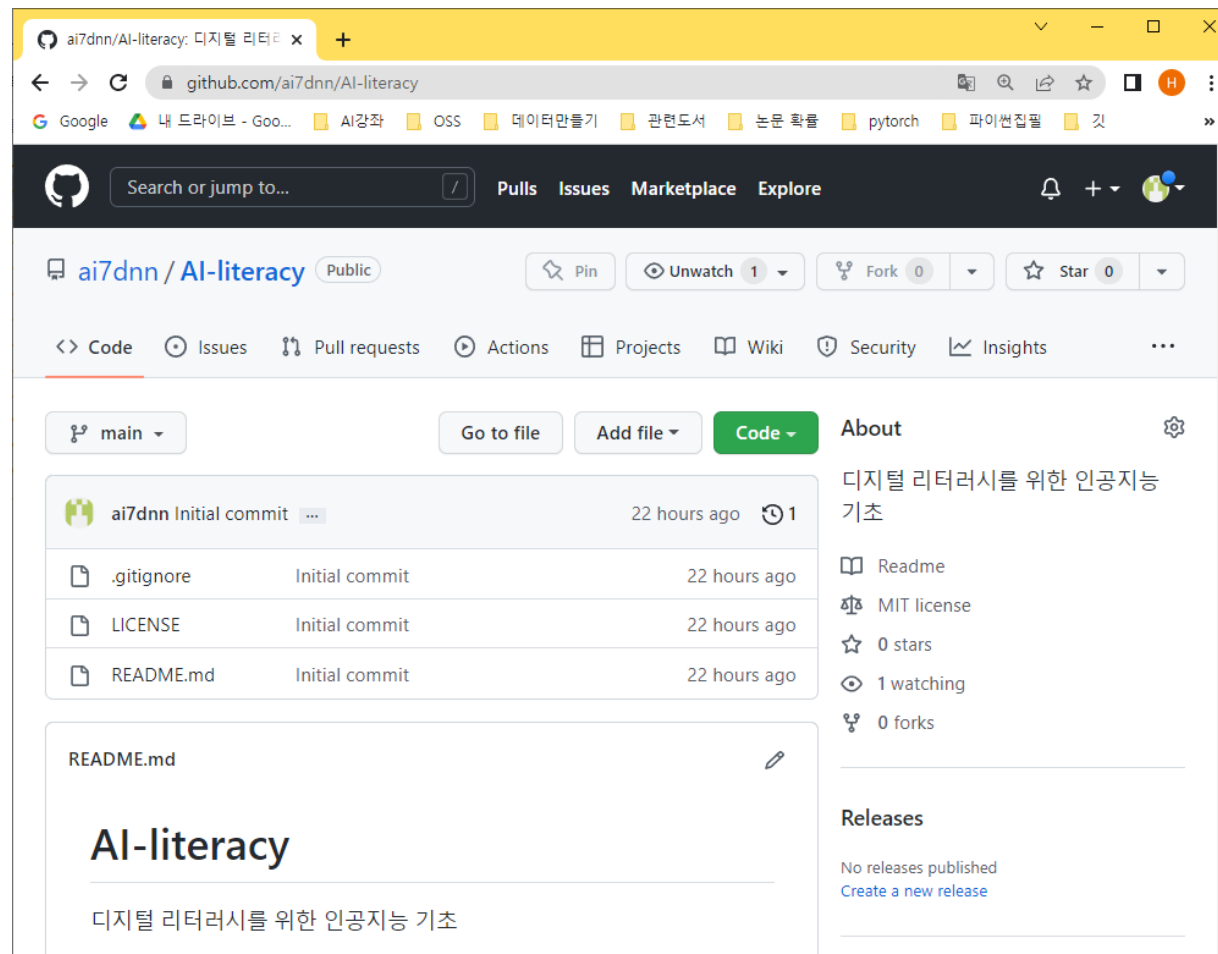 ai7dnn/AI-literacy: 디지털 리터
github.com/ai7dnn/AI-literacy
H
Google 내 드라이브 - Goo... AI강좌 OSS 데이터만들기 관련도서 논문 확률 pytorch 파이썬집필 깃 »
Search or jump to... / Pulls Issues Marketplace Explore
ai7dnn / AI-literacy Public Pin Unwatch 1 Fork 0 Star 0
Code Issues Pull requests Actions Projects Wiki Security Insights ...
main Go to file Add file Code
ai7dnn Initial commit ... 22 hours ago 1
.gitignore Initial commit 22 hours ago
LICENSE Initial commit 22 hours ago
README.md Initial commit 22 hours ago
README.md
AI-literacy
디지털 리터러시를 위한 인공지능 기초
About
디지털 리터러시를 위한 인공지능
기초
Readme
MIT license
0 stars
1 watching
0 forks
Releases
No releases published
Create a new release